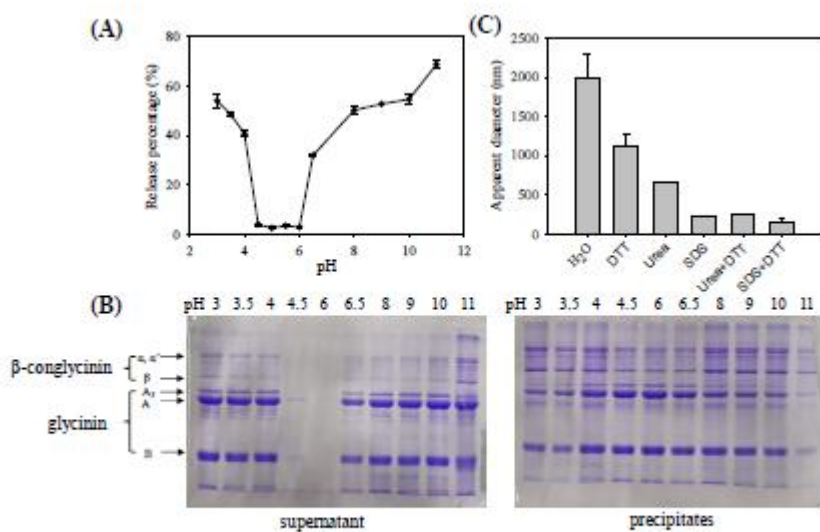 (A)
80
60
40
20
0
Release percentage (%)
2 4 6 8 10 12
pH
(C)
2500
2000
1500
1000
500
0
Apparent diameter (nm)
H₂O DTT Urea SDS Urea+DTT SDS+DTT
(B)
pH 3 3.5 4 4.5 6 6.5 8 9 10 11
β-conglycinin
α, α'
β
glycinin
A₃
A
B
supernatant
pH 3 3.5 4 4.5 6 6.5 8 9 10 11
precipitates